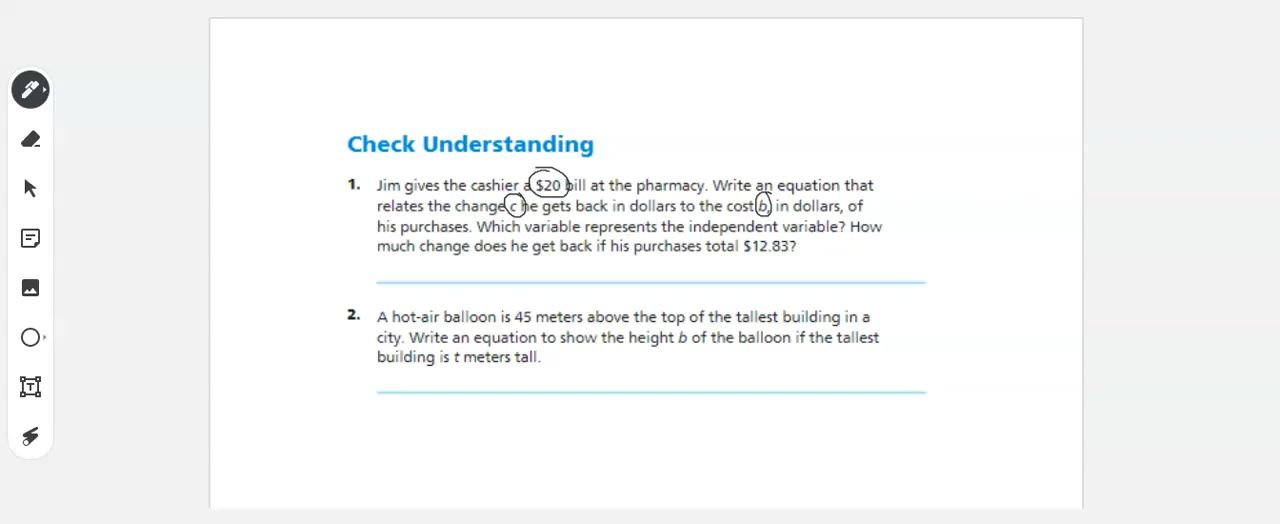 Check Understanding
1. Jim gives the cashier a $20 bill at the pharmacy. Write an equation that
relates the change c he gets back in dollars to the cost b, in dollars, of
his purchases. Which variable represents the independent variable? How
much change does he get back if his purchases total $12.83?
2. A hot-air balloon is 45 meters above the top of the tallest building in a
city. Write an equation to show the height b of the balloon if the tallest
building is t meters tall.